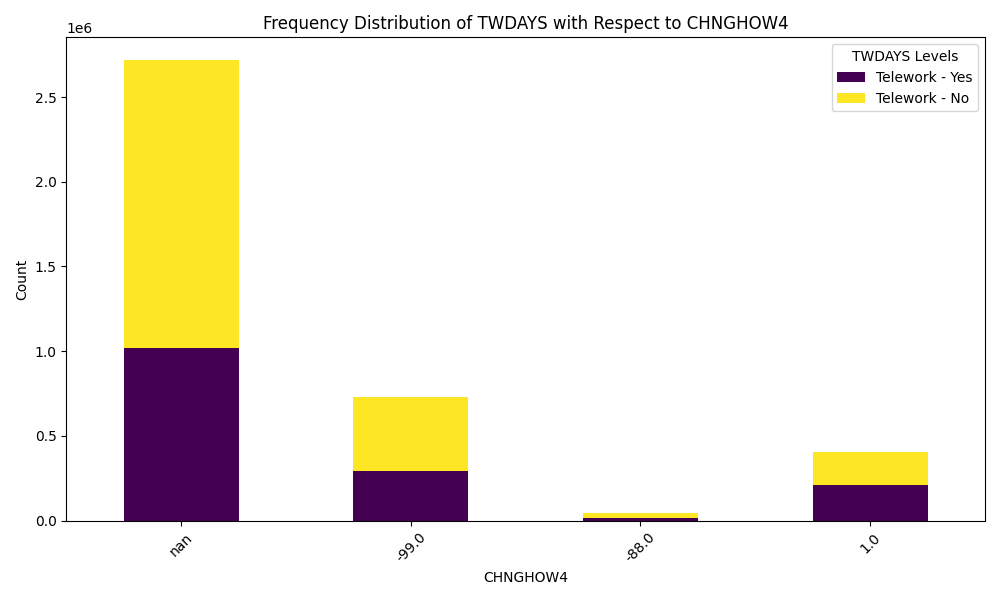 Frequency Distribution of TWDAYS with Respect to CHNGHOW4
1e6
TWDAYS Levels
Telework - Yes
Telework - No
2.5
2.0
1.5
1.0
0.5
0.0
Count
nan
-99.0
-88.0
1.0
CHNGHOW4